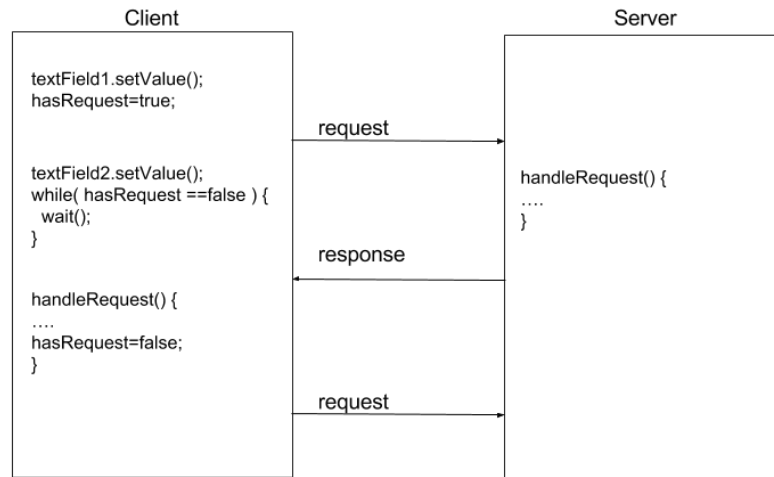 Client
Server
textField1.setValue();
hasRequest=true;
request
textField2.setValue();
while( hasRequest ==false ) {
wait();
}
handleRequest() {
....
}
response
handleRequest() {
....
hasRequest=false;
}
request